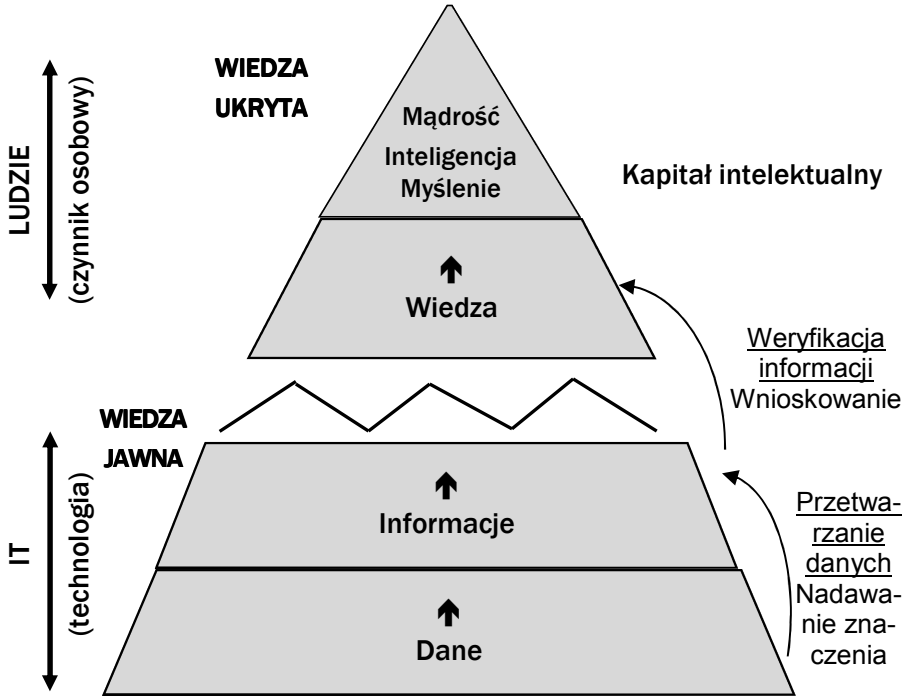 WIEDZA
UKRYTA
LUDZIE
(czynnik osobowy)
Mądrość
Inteligencja
Myślenie
Kapitał intelektualny
Wiedza
Weryfikacja
informacji
Wnioskowanie
WIEDZA
JAWNA
IT
(technologia)
Informacje
Przetwa-
rzanie
danych
Nadawa-
nie zna-
czenia
Dane